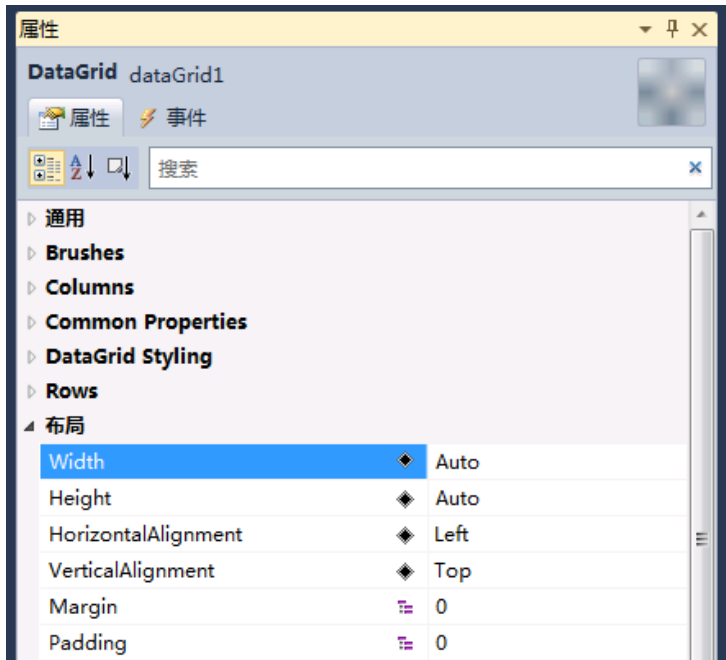 属性
DataGrid dataGrid1
属性 事件
搜索
通用
Brushes
Columns
Common Properties
DataGrid Styling
Rows
布局
Width Auto
Height Auto
HorizontalAlignment Left
VerticalAlignment Top
Margin 0
Padding 0